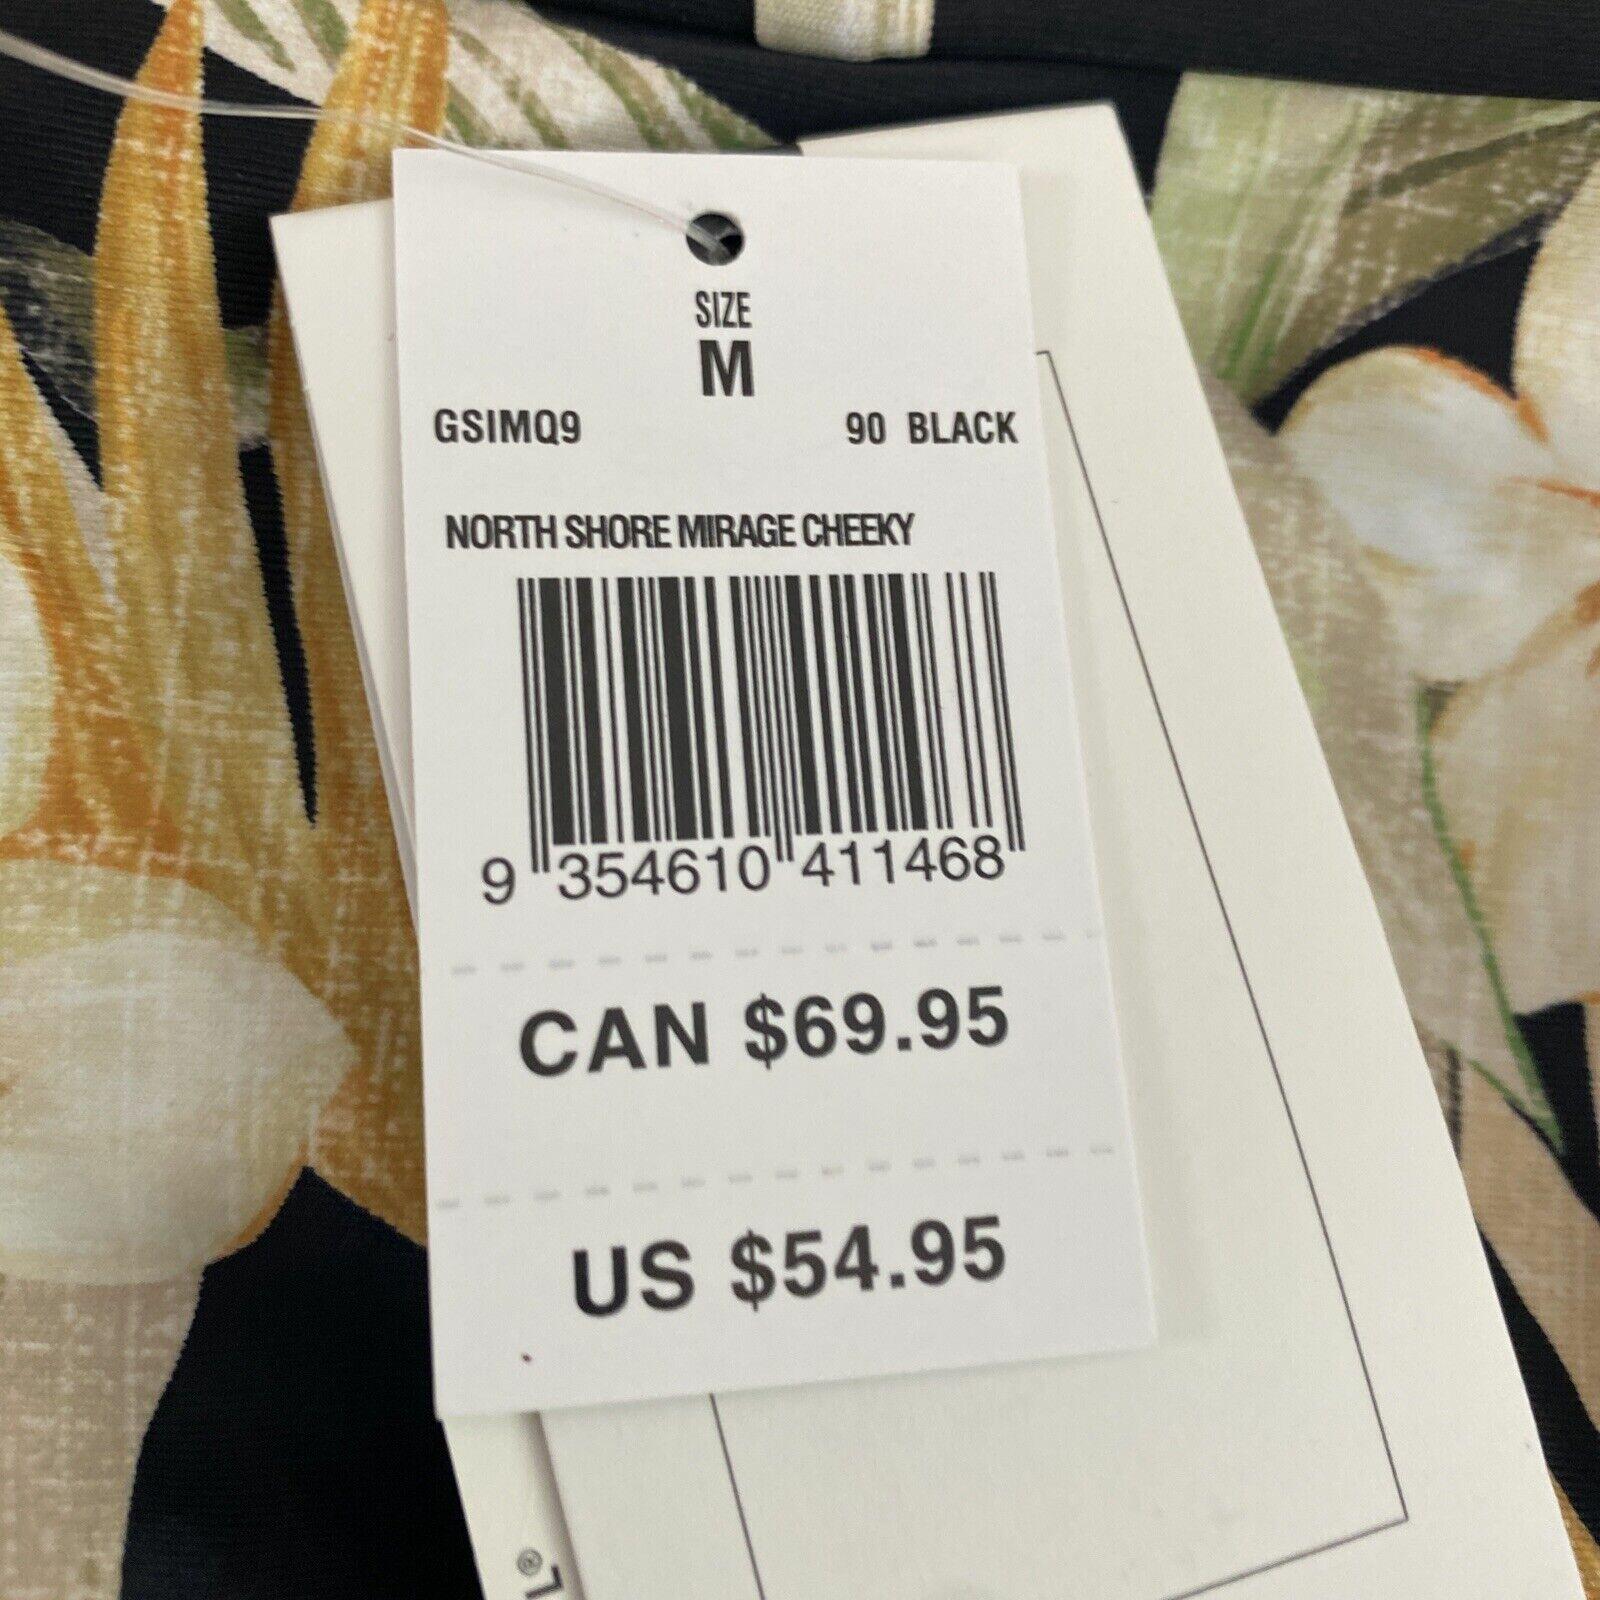 SIZE
M
GSIMQ9 90 BLACK
NORTH SHORE MIRAGE CHEEKY
9 354610 411468
CAN $69.95
US $54.95
L®